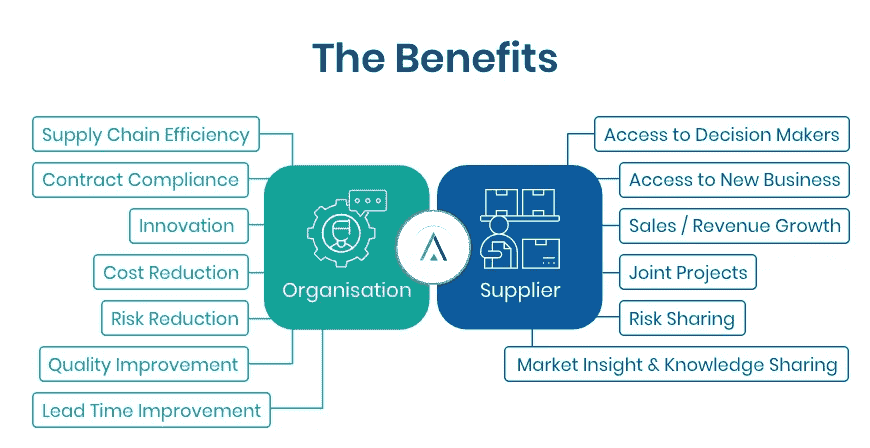 The Benefits
Supply Chain Efficiency
Contract Compliance
Innovation
Cost Reduction
Risk Reduction
Quality Improvement
Lead Time Improvement
Organisation
Supplier
Access to Decision Makers
Access to New Business
Sales / Revenue Growth
Joint Projects
Risk Sharing
Market Insight & Knowledge Sharing